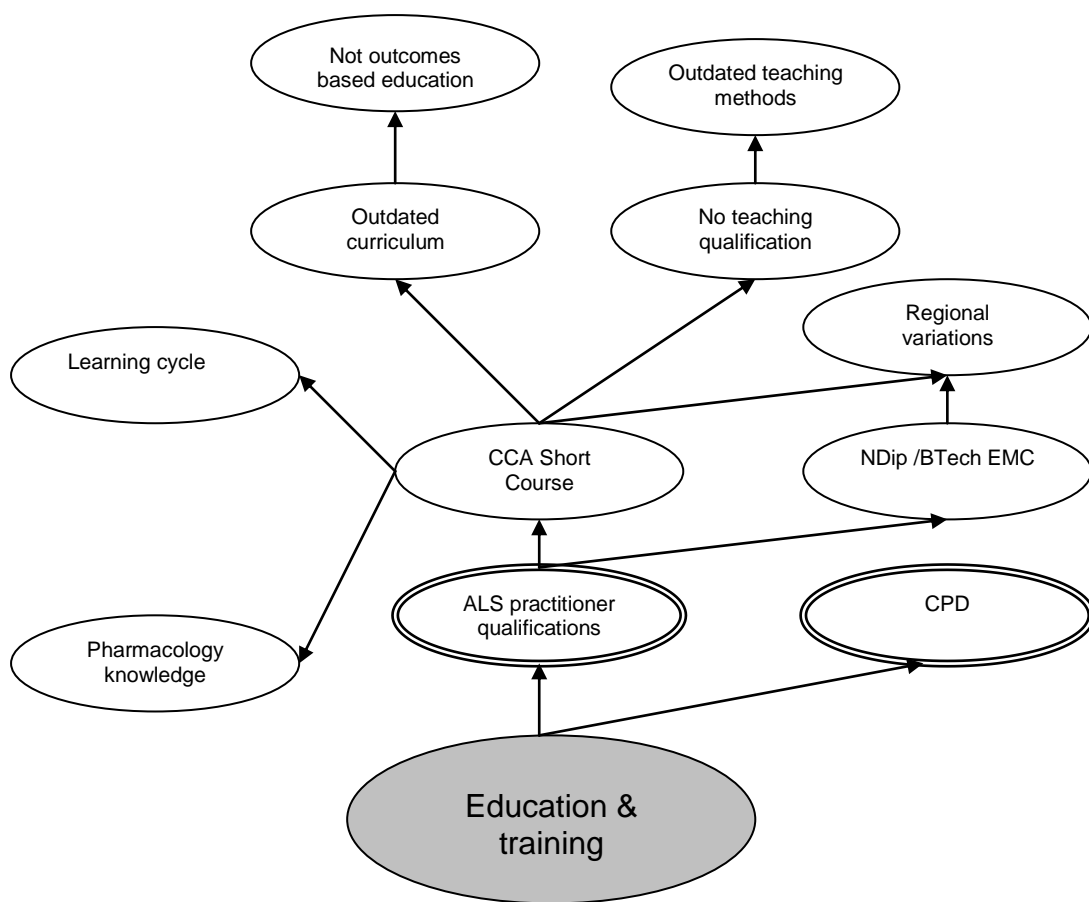 Not outcomes
based education
Outdated teaching
methods
Outdated
curriculum
No teaching
qualification
Regional
variations
Learning cycle
CCA Short
Course
NDip /BTech EMC
ALS practitioner
qualifications
CPD
Pharmacology
knowledge
Education &
training